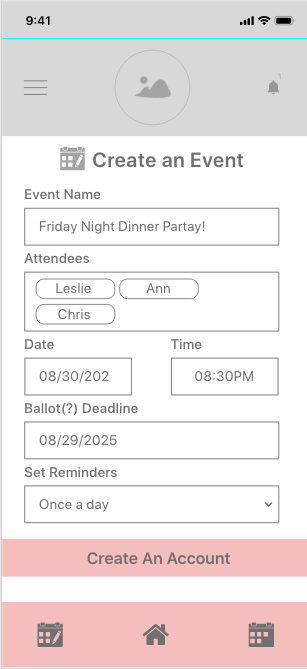 9:41
1
Create an Event
Event Name
Friday Night Dinner Partay!
Attendees
Leslie Ann
Chris
Date Time
08/30/202 08:30PM
Ballot(?) Deadline
08/29/2025
Set Reminders
Once a day
Create An Account